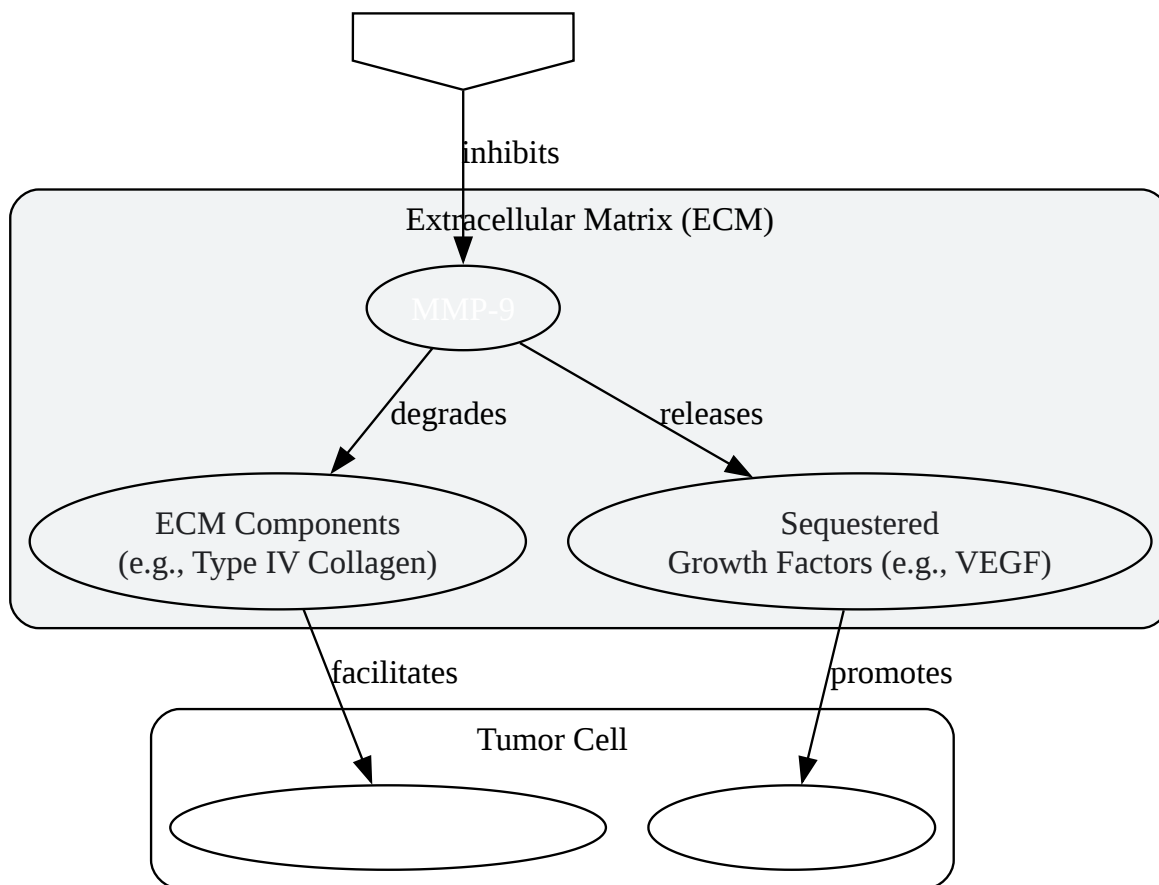 inhibits
Extracellular Matrix (ECM)
MMP-9
degrades
releases
ECM Components
(e.g., Type IV Collagen)
Sequestered
Growth Factors (e.g., VEGF)
facilitates
promotes
Tumor Cell